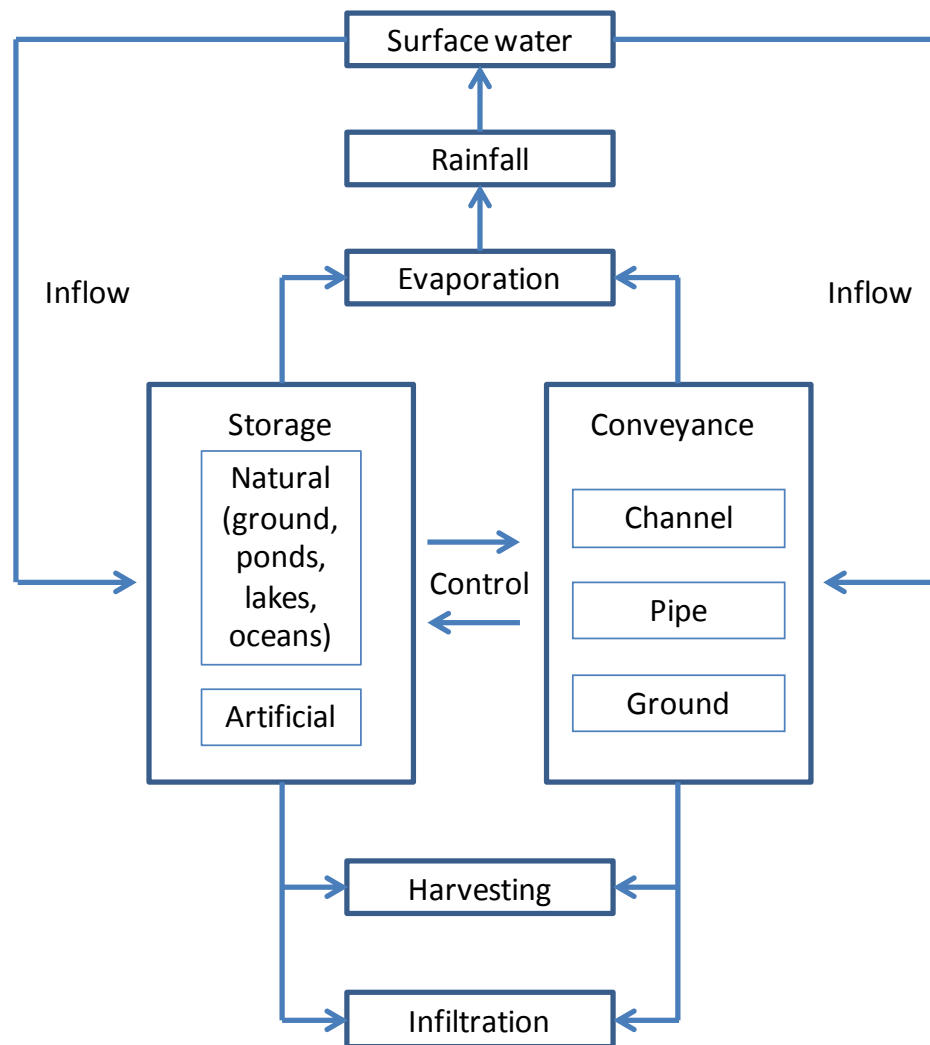 Surface water
Rainfall
Evaporation
Inflow
Inflow
Storage
Natural
(ground,
ponds,
lakes,
oceans)
Artificial
Control
Conveyance
Channel
Pipe
Ground
Harvesting
Infiltration